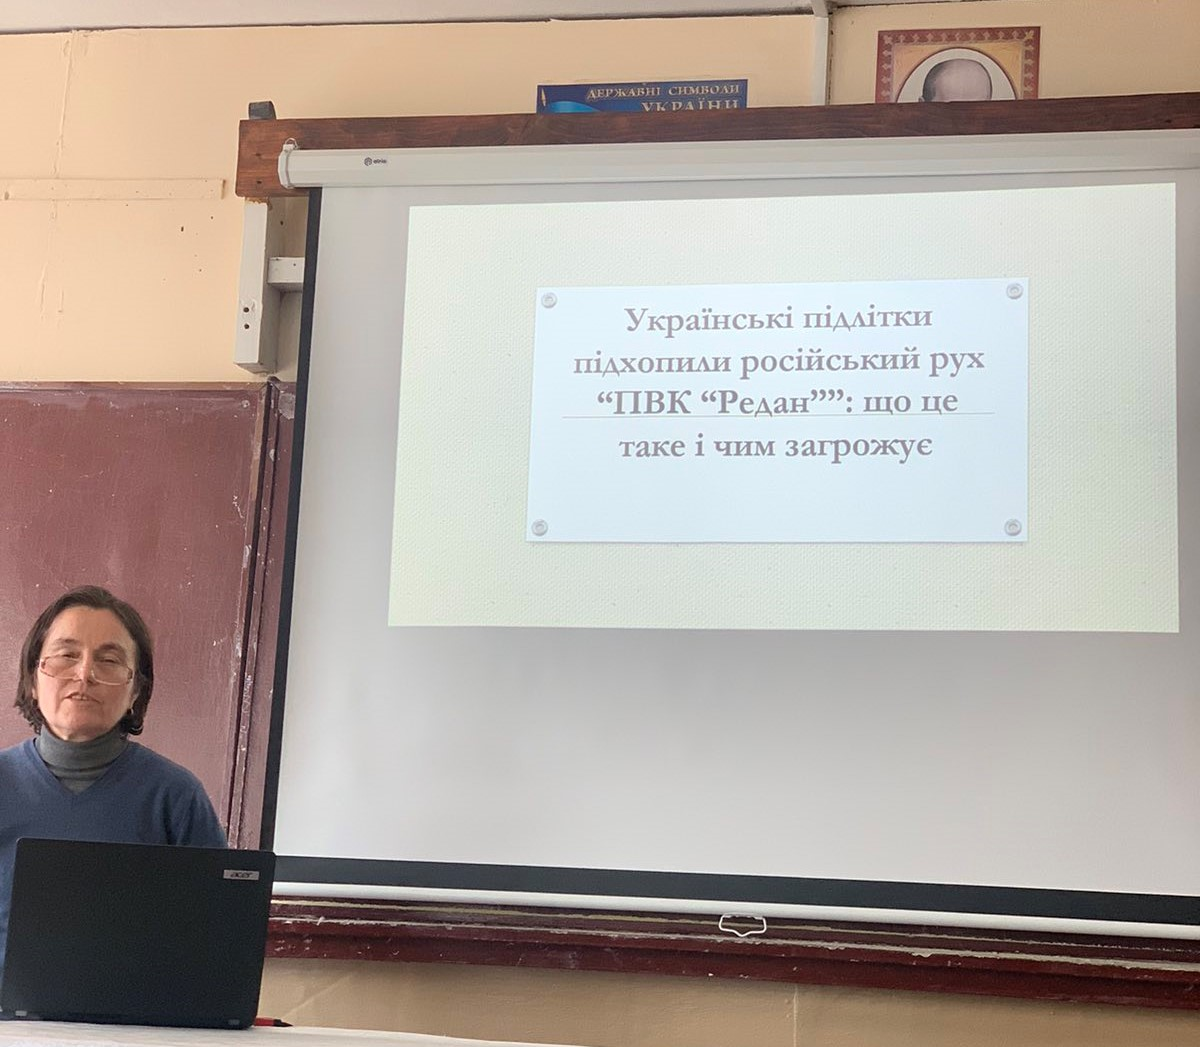 ДЕРЖАВНІ СИМВОЛИ
УКРАЇНИ
Українські підлітки
підхопили російський рух
“ПВК “Редан””: що це
таке і чим загрожує
acer